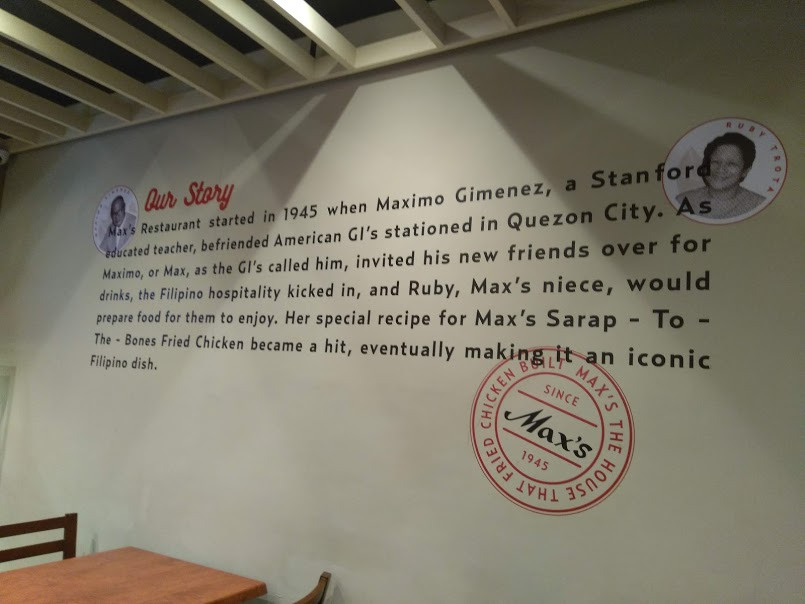 Our Story
Max's Restaurant started in 1945 when Maximo Gimenez, a Stanford
educated teacher, befriended American GI's stationed in Quezon City. As
Maximo, or Max, as the GI's called him, invited his new friends over for
drinks, the Filipino hospitality kicked in, and Ruby, Max's niece, would
prepare food for them to enjoy. Her special recipe for Max's Sarap - To -
The - Bones Fried Chicken became a hit, eventually making it an iconic
Filipino dish.
RUBY TROTA
MAX'S THE HOUSE THAT FRIED CHICKEN BUILT
SINCE
Max's
1945